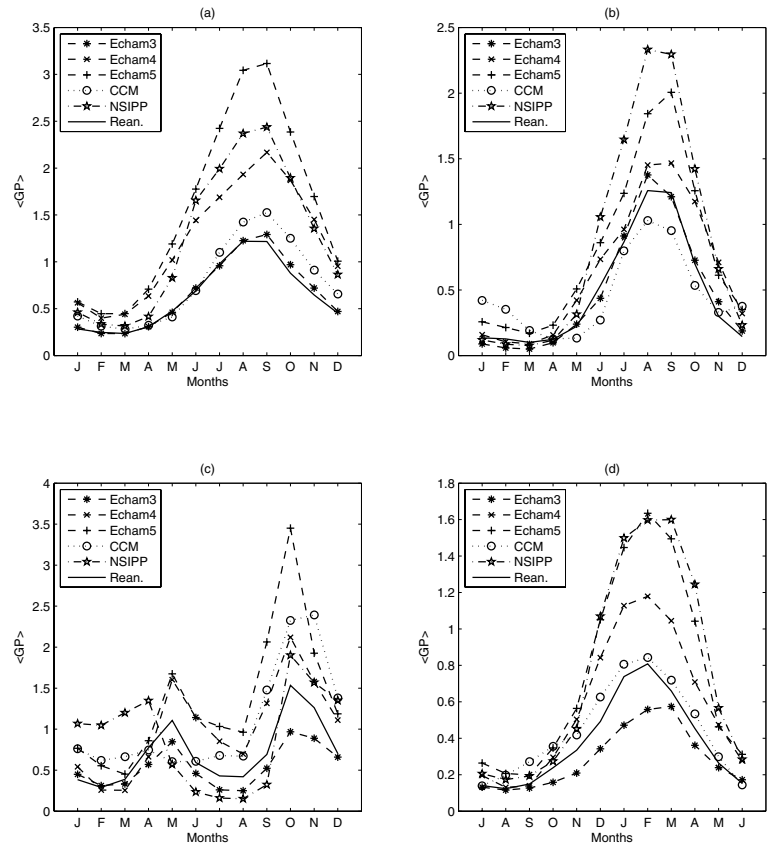 (a)
3.5
3
2.5
2
1.5
1
0.5
0
<GP>
Echam3
Echam4
Echam5
CCM
NSIPP
Rean.
J F M A M J J A S O N D
Months
(b)
2.5
2
1.5
1
0.5
0
<GP>
Echam3
Echam4
Echam5
CCM
NSIPP
Rean.
J F M A M J J A S O N D
Months
(c)
4
3.5
3
2.5
2
1.5
1
0.5
0
<GP>
Echam3
Echam4
Echam5
CCM
NSIPP
Rean.
J F M A M J J A S O N D
Months
(d)
1.8
1.6
1.4
1.2
1
0.8
0.6
0.4
0.2
0
<GP>
Echam3
Echam4
Echam5
CCM
NSIPP
Rean.
J A S O N D J F M A M J
Months